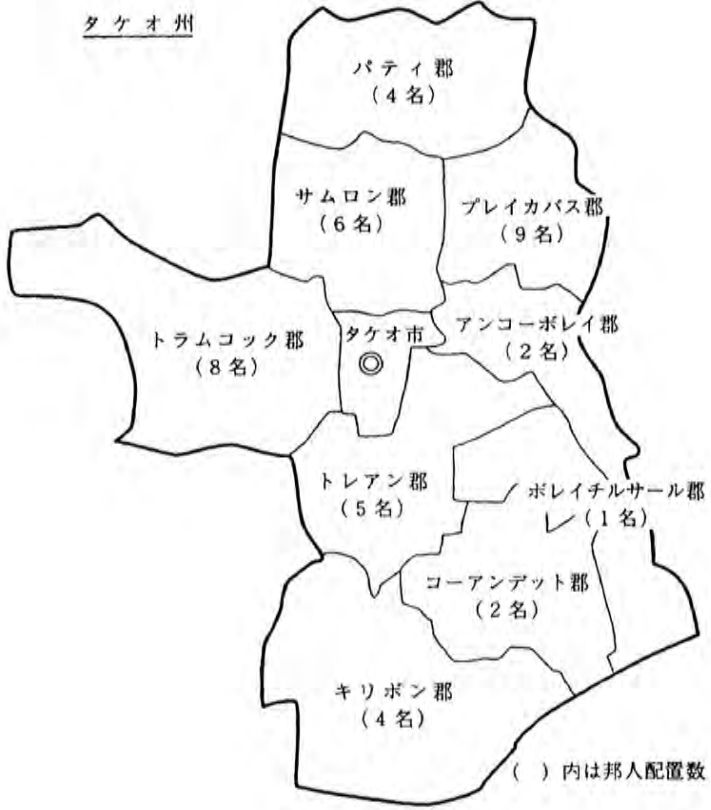 タケオ州
パティ郡
(4名)
サムロン郡
(6名)
プレイカバス郡
(9名)
トラムコック郡
(8名)
タケオ市
アンコーボレイ郡
(2名)
トレアン郡
(5名)
ボレイチルサール郡
(1名)
コーアンデット郡
(2名)
キリボン郡
(4名)
( )内は邦人配置数